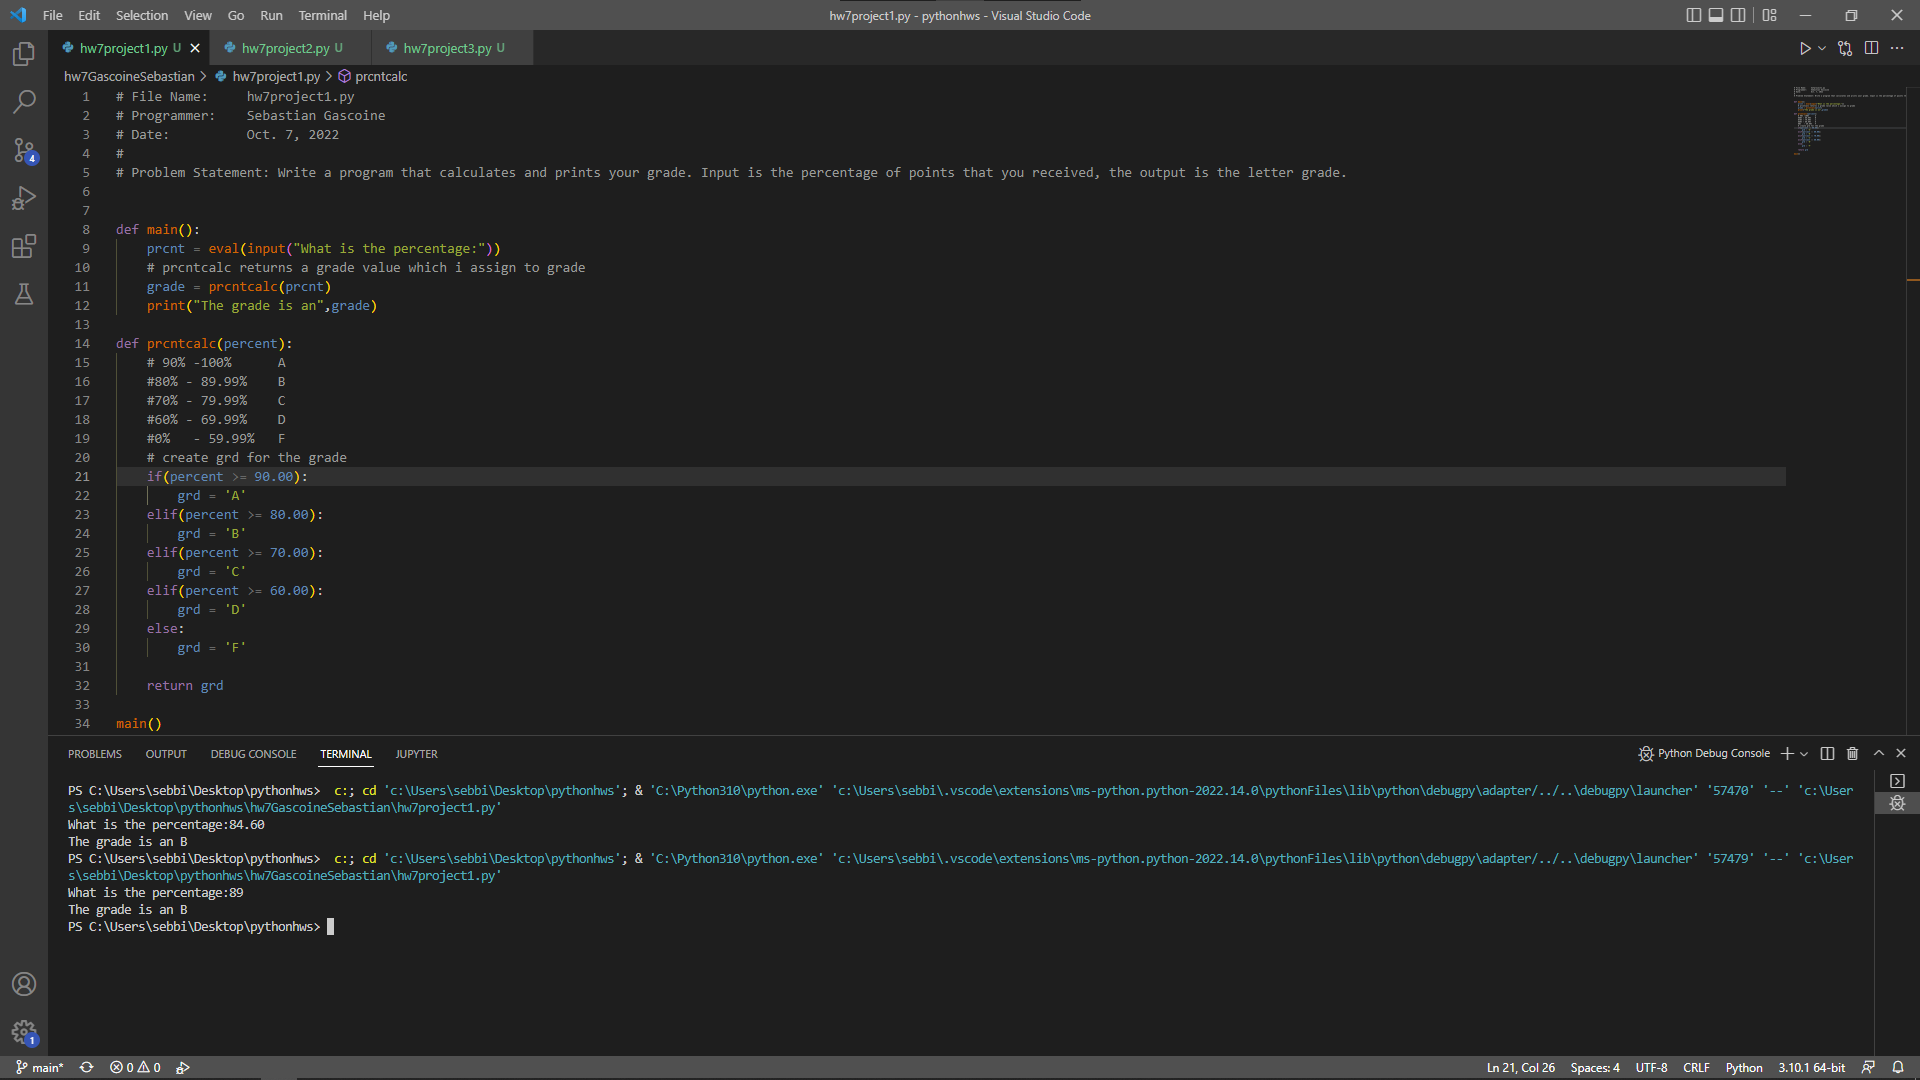 File Edit Selection View Go Run Terminal Help hw7project1.py - pythonhws - Visual Studio Code
hw7project1.py U hw7project2.py U hw7project3.py U
hw7GascoineSebastian > hw7project1.py > prcntcalc
1 # File Name:     hw7project1.py
2 # Programmer:    Sebastian Gascoine
3 # Date:          Oct. 7, 2022
4 #
5 # Problem Statement: Write a program that calculates and prints your grade. Input is the percentage of points that you received, the output is the letter grade.
6
7
8 def main():
9     prcnt = eval(input("What is the percentage:"))
10     # prcntcalc returns a grade value which i assign to grade
11     grade = prcntcalc(prcnt)
12     print("The grade is an",grade)
13
14 def prcntcalc(percent):
15     # 90% -100%      A
16     #80% - 89.99%    B
17     #70% - 79.99%    C
18     #60% - 69.99%    D
19     #0%   - 59.99%   F
20     # create grd for the grade
21     if(percent >= 90.00):
22         grd = 'A'
23     elif(percent >= 80.00):
24         grd = 'B'
25     elif(percent >= 70.00):
26         grd = 'C'
27     elif(percent >= 60.00):
28         grd = 'D'
29     else:
30         grd = 'F'
31
32     return grd
33
34 main()
PROBLEMS OUTPUT DEBUG CONSOLE TERMINAL JUPYTER Python Debug Console
PS C:\Users\sebbi\Desktop\pythonhws>  c:; cd 'c:\Users\sebbi\Desktop\pythonhws'; & 'C:\Python310\python.exe' 'c:\Users\sebbi\.vscode\extensions\ms-python.python-2022.14.0\pythonFiles\lib\python\debugpy\adapter/../..\debugpy\launcher' '57470' '--' 'c:\User
s\sebbi\Desktop\pythonhws\hw7GascoineSebastian\hw7project1.py'
What is the percentage:84.60
The grade is an B
PS C:\Users\sebbi\Desktop\pythonhws>  c:; cd 'c:\Users\sebbi\Desktop\pythonhws'; & 'C:\Python310\python.exe' 'c:\Users\sebbi\.vscode\extensions\ms-python.python-2022.14.0\pythonFiles\lib\python\debugpy\adapter/../..\debugpy\launcher' '57479' '--' 'c:\User
s\sebbi\Desktop\pythonhws\hw7GascoineSebastian\hw7project1.py'
What is the percentage:89
The grade is an B
PS C:\Users\sebbi\Desktop\pythonhws>
4
1
main* 0 0 Ln 21, Col 26 Spaces: 4 UTF-8 CRLF Python 3.10.1 64-bit